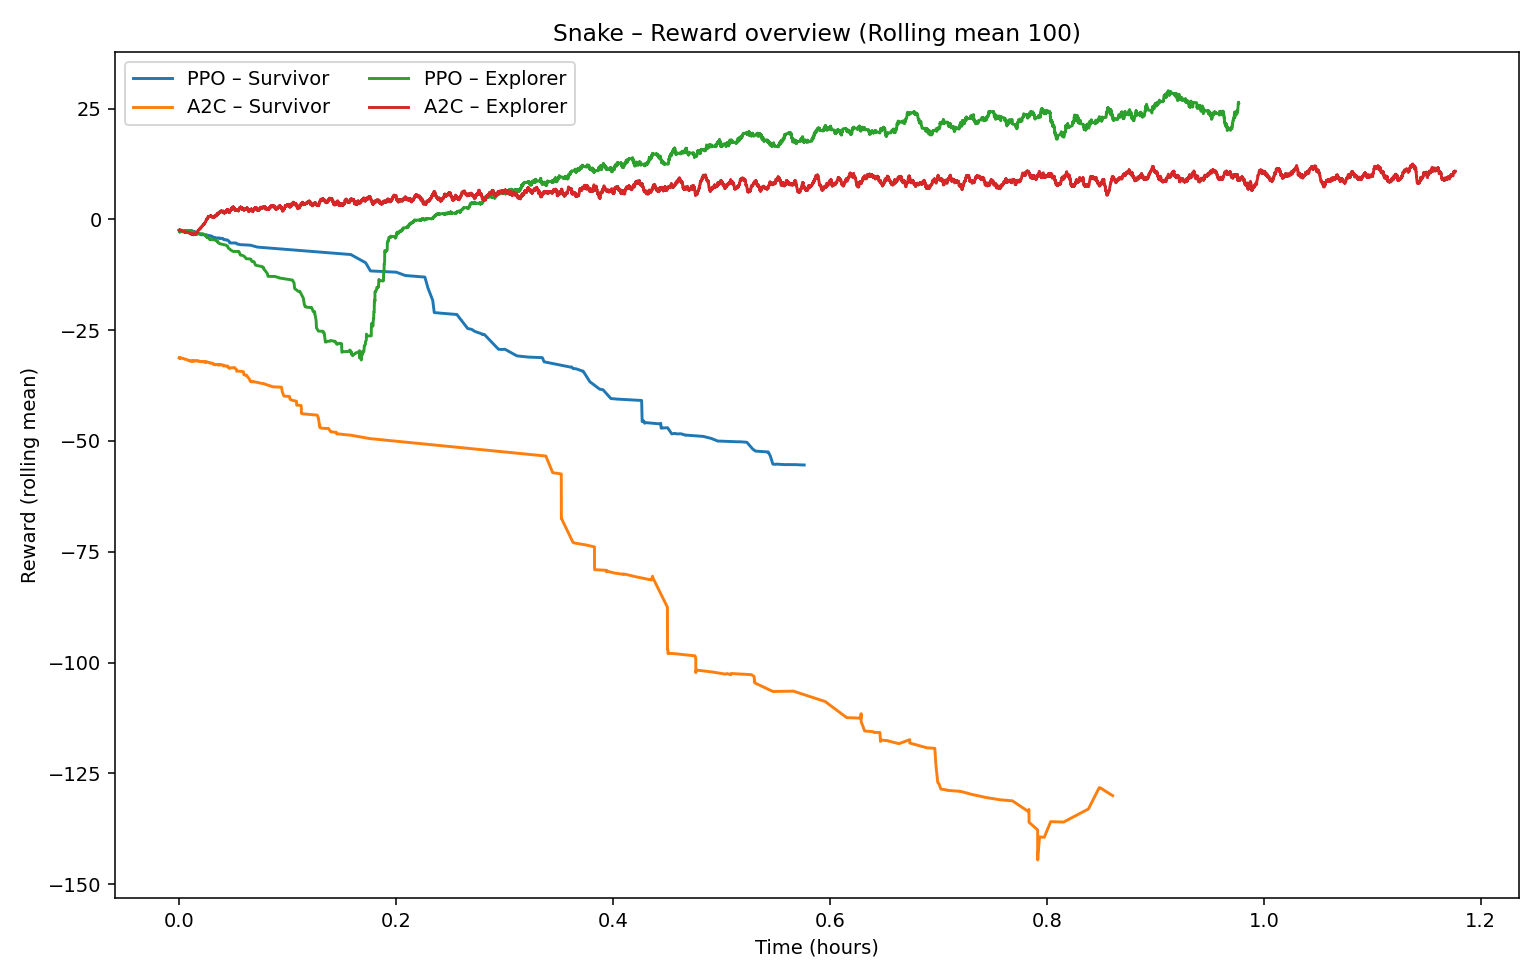 Snake – Reward overview (Rolling mean 100)
PPO – Survivor
A2C – Survivor
PPO – Explorer
A2C – Explorer
Reward (rolling mean)
25
0
−25
−50
−75
−100
−125
−150
0.0 0.2 0.4 0.6 0.8 1.0 1.2
Time (hours)